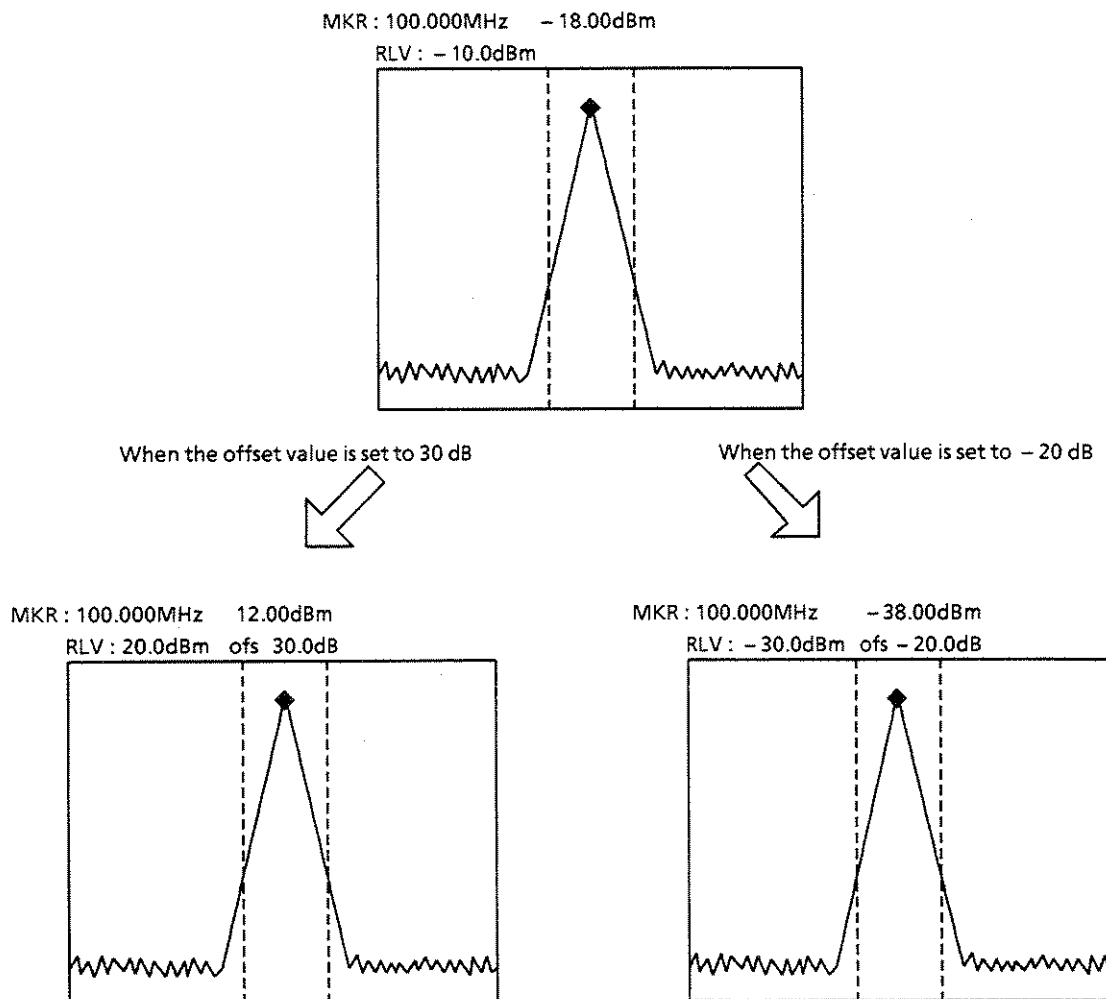 MKR : 100.000MHz – 18.00dBm
RLV : – 10.0dBm
When the offset value is set to 30 dB
When the offset value is set to – 20 dB
MKR : 100.000MHz 12.00dBm
RLV : 20.0dBm ofs 30.0dB
MKR : 100.000MHz –38.00dBm
RLV : –30.0dBm ofs –20.0dB